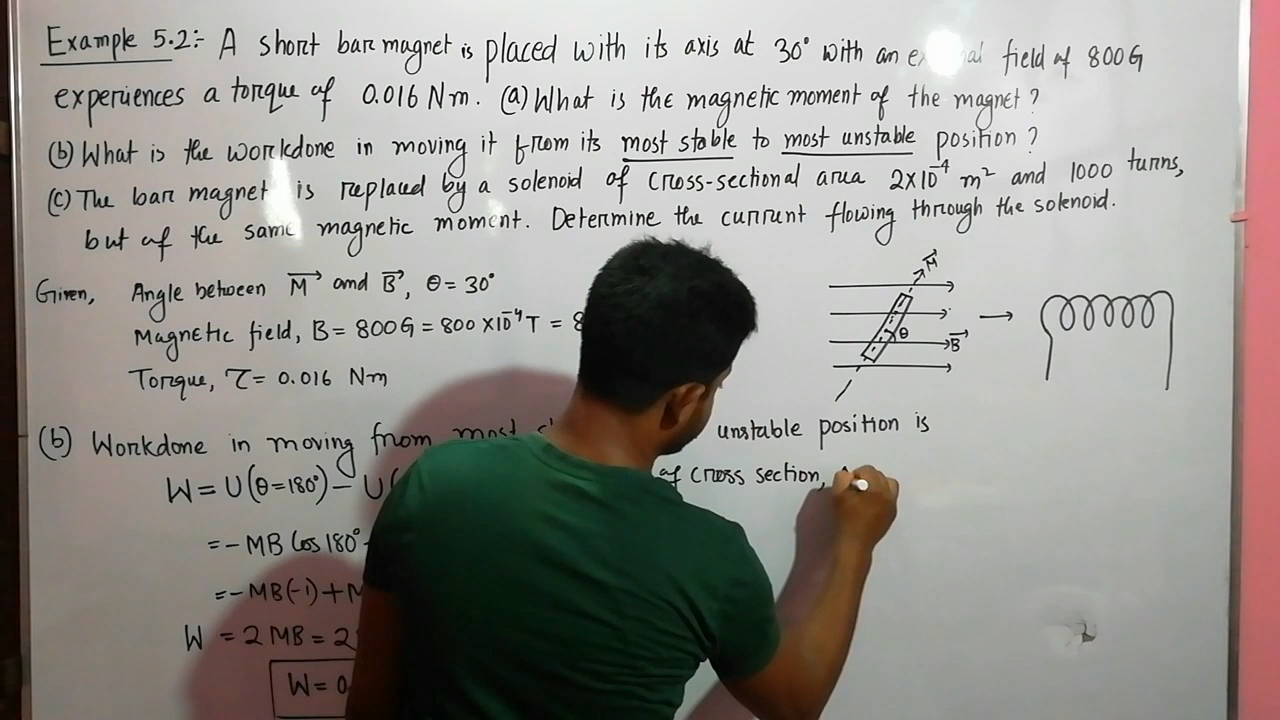 Example 5.2:- A short bar magnet is placed with its axis at 30° with an field of 800G
experiences a torque of 0.016 Nm. (a) What is the magnetic moment of the magnet?
(b) What is the workdone in moving it from its most stable to most unstable position?
(c) The bar magnet is replaced by a solenoid of cross-sectional area 2×10⁻⁴ m² and 1000 turns,
but of the same magnetic moment. Determine the current flowing through the solenoid.
Given, Angle between M⃗ and B⃗, θ = 30°
Magnetic field, B = 800G = 800 ×10⁻⁴T =
Torque, τ = 0.016 Nm
M⃗
θ
B⃗
(b) Workdone in moving from most unstable position is
W = U(θ=180°) – U(
of cross section,
= – MB Cos 180°
= – MB(-1) + M
W = 2 MB = 2
W = 0